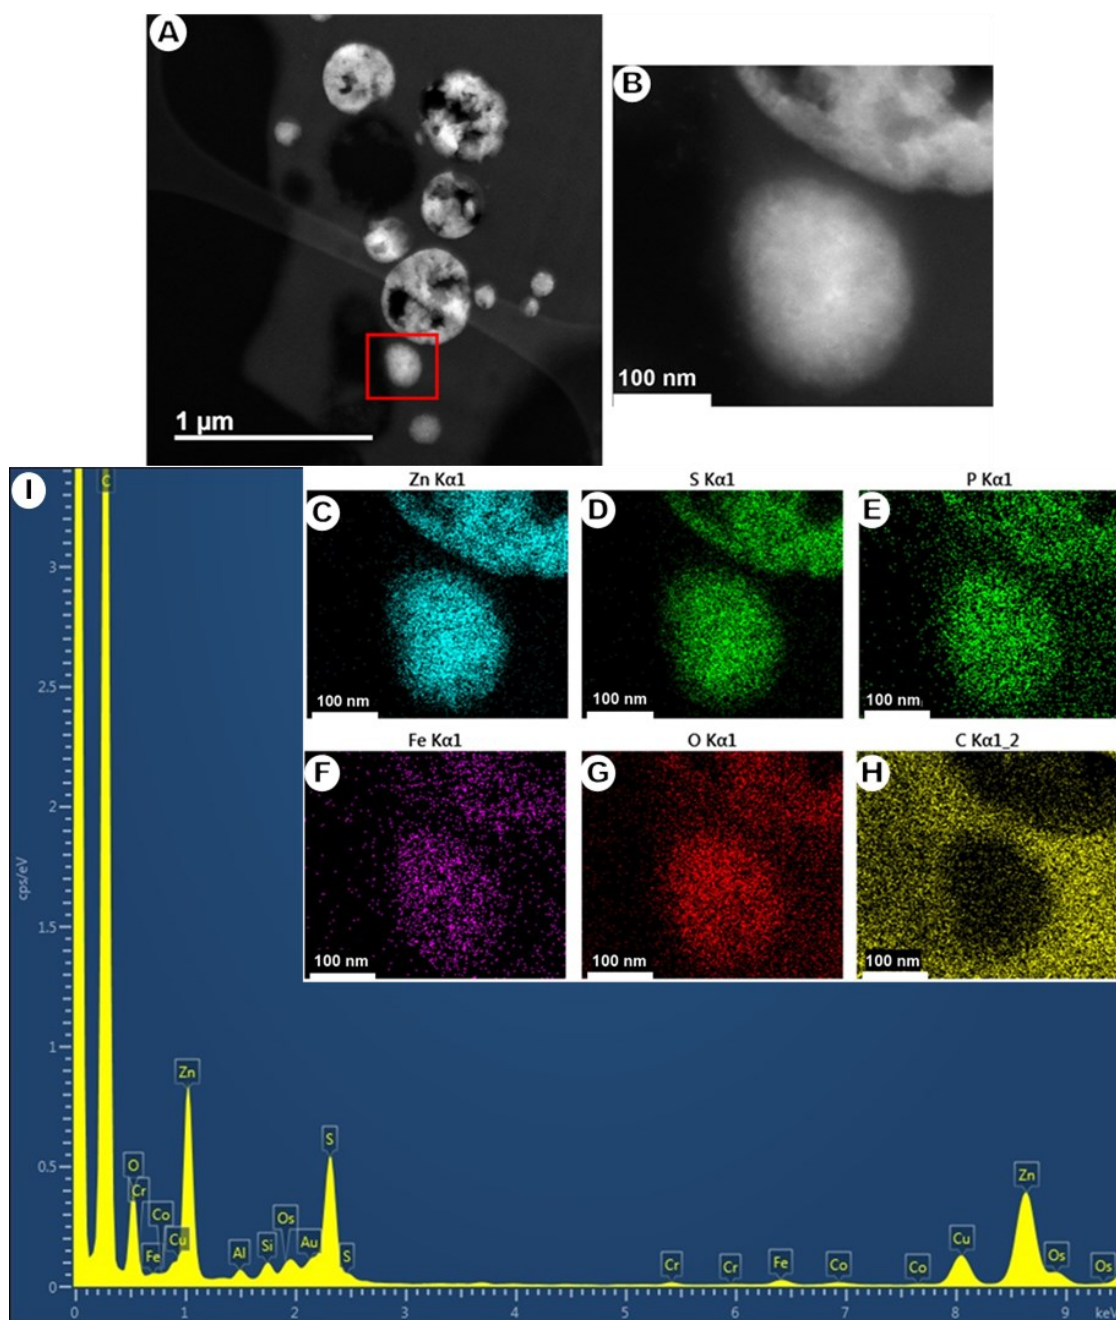 A
B
1 µm
100 nm
I
Zn Kα1
S Kα1
P Kα1
C
D
E
100 nm
100 nm
100 nm
Fe Kα1
O Kα1
C Kα1_2
F
G
H
100 nm
100 nm
100 nm
cps/eV
3
2.5
2
1.5
1
0.5
0
C
O
Cr
Co
Fe
Cu
Zn
Al
Si
Os
Au
S
S
Cr
Cr
Fe
Co
Co
Cu
Zn
Os
Os
0
1
2
3
4
5
6
7
8
9
keV